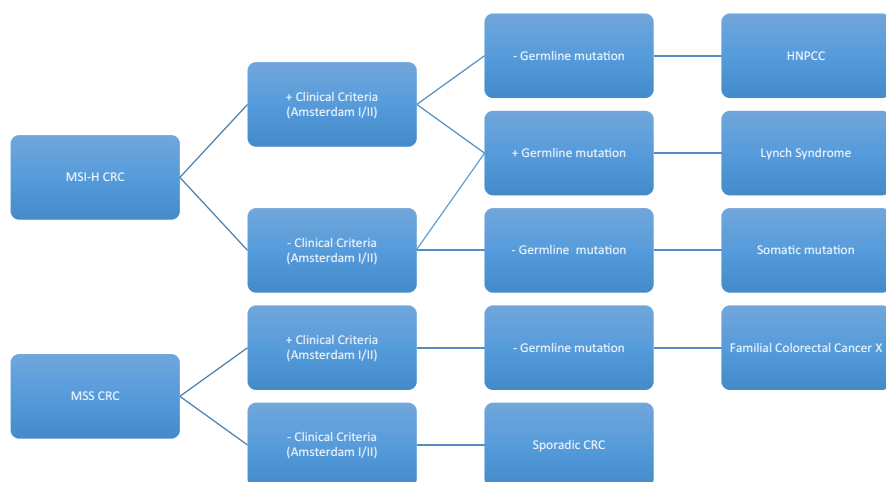 - Germline mutation
HNPCC
+ Clinical Criteria
(Amsterdam I/II)
+ Germline mutation
Lynch Syndrome
MSI-H CRC
- Clinical Criteria
(Amsterdam I/II)
- Germline mutation
Somatic mutation
+ Clinical Criteria
(Amsterdam I/II)
- Germline mutation
Familial Colorectal Cancer X
MSS CRC
- Clinical Criteria
(Amsterdam I/II)
Sporadic CRC